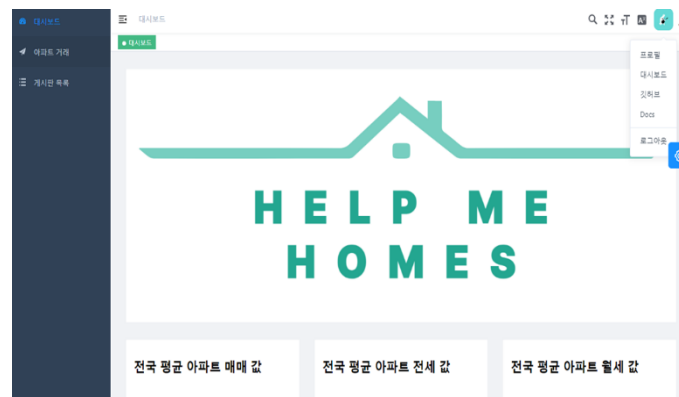 대시보드
아파트 거래
게시판 목록
대시보드
● 대시보드
프로필
대시보드
깃허브
Docs
로그아웃
HELP ME
HOMES
전국 평균 아파트 매매 값
전국 평균 아파트 전세 값
전국 평균 아파트 월세 값